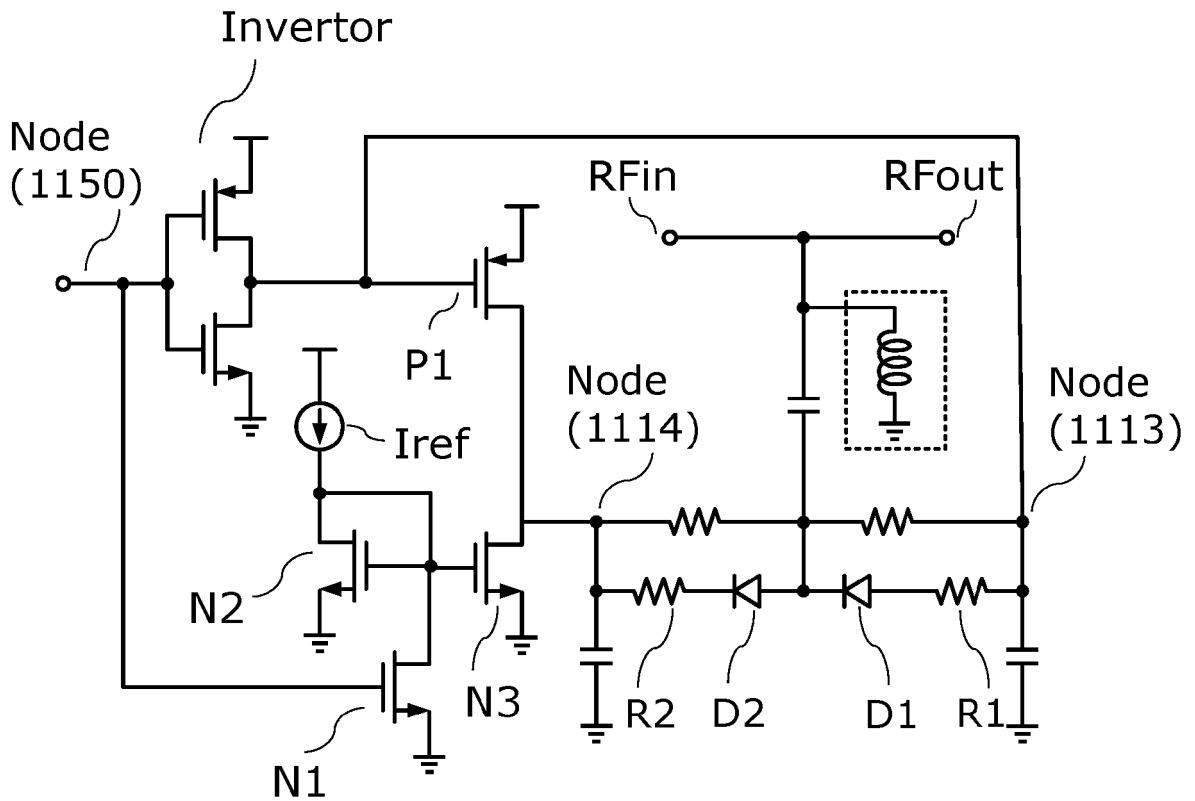 Invertor
Node
(1150)
RFin
RFout
P1
Node
(1114)
Node
(1113)
Iref
N2
N3
R2
D2
D1
R1
N1